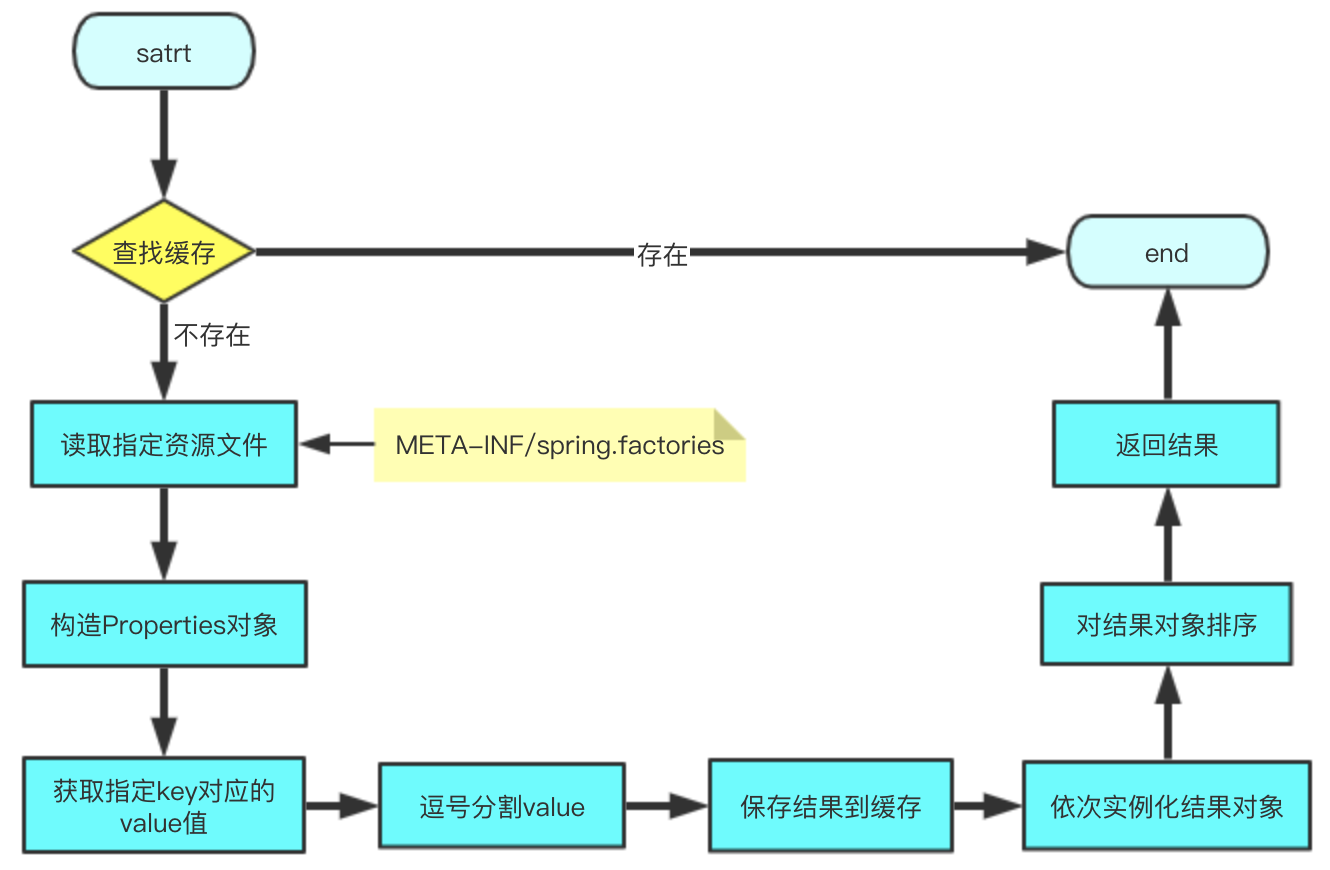 satrt
查找缓存
存在
end
不存在
读取指定资源文件
META-INF/spring.factories
返回结果
构造Properties对象
对结果对象排序
获取指定key对应的
value值
逗号分割value
保存结果到缓存
依次实例化结果对象